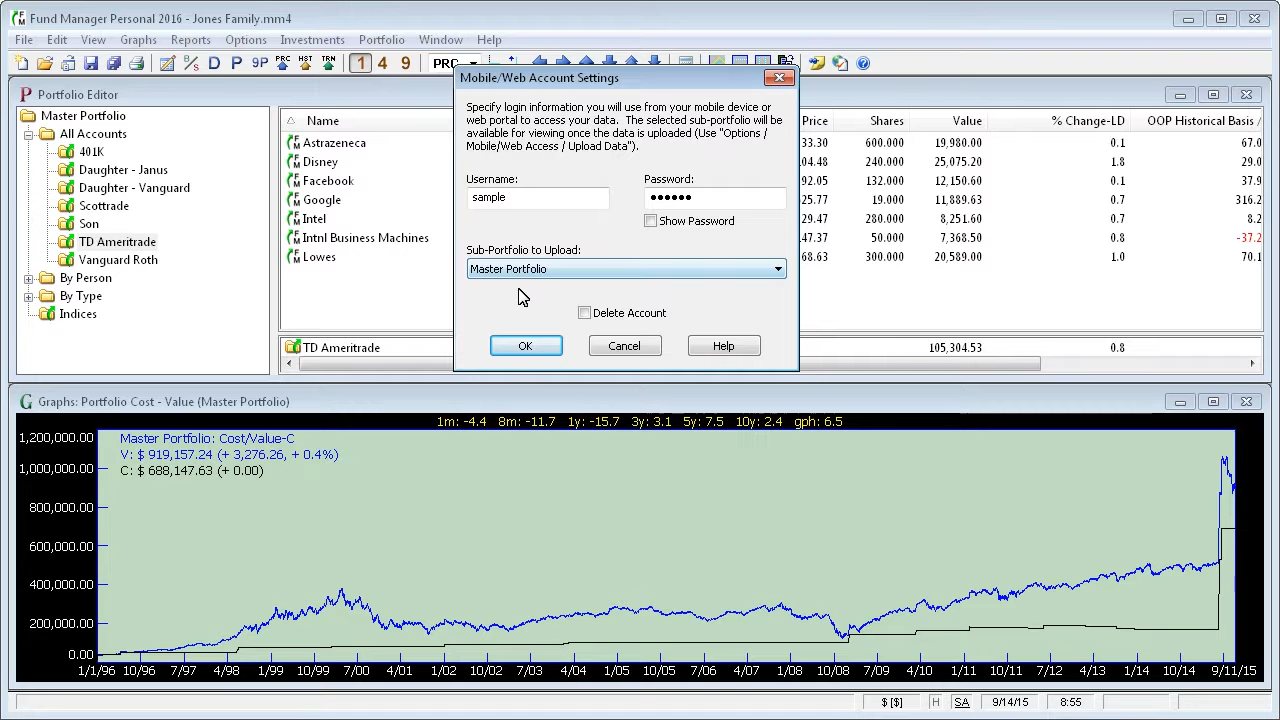 Fund Manager Personal 2016 - Jones Family.mm4
File Edit View Graphs Reports Options Investments Portfolio Window Help
D P 9P PRC HST TRN 1 4 9 PRC
Portfolio Editor
Master Portfolio
All Accounts
401K
Daughter - Janus
Daughter - Vanguard
Scottrade
Son
TD Ameritrade
Vanguard Roth
By Person
By Type
Indices
Name Price Shares Value % Change-LD OOP Historical Basis /
Astrazeneca 33.30 600.000 19,980.00 0.1 67.0
Disney 04.48 240.000 25,075.20 1.8 29.0
Facebook 92.05 132.000 12,150.60 0.1 37.9
Google 25.77 19.000 11,889.63 0.7 316.2
Intel 29.47 280.000 8,251.60 0.7 8.2
Intnl Business Machines 47.37 50.000 7,368.50 0.8 -37.2
Lowes 68.63 300.000 20,589.00 1.0
TD Ameritrade 105,304.53 0.8
Mobile/Web Account Settings
Specify login information you will use from your mobile device or
web portal to access your data. The selected sub-portfolio will be
available for viewing once the data is uploaded (Use "Options /
Mobile/Web Access / Upload Data").
Username: Password:
sample ●●●●●●
Show Password
Sub-Portfolio to Upload:
Master Portfolio
Delete Account
OK Cancel Help
Graphs: Portfolio Cost - Value (Master Portfolio)
1m: -4.4 8m: -11.7 1y: -15.7 3y: 3.1 5y: 7.5 10y: 2.4 gph: 6.5
Master Portfolio: Cost/Value-C
V: $ 919,157.24 (+ 3,276.26, + 0.4%)
C: $ 688,147.63 (+ 0.00)
1,200,000.00
1,000,000.00
800,000.00
600,000.00
400,000.00
200,000.00
0.00
1/1/96 10/96 7/97 4/98 1/99 10/99 7/00 4/01 1/02 10/02 7/03 4/04 1/05 10/05 7/06 4/07 1/08 10/08 7/09 4/10 1/11 10/11 7/12 4/13 1/14 10/14 9/11/15
$ [$] H SA 9/14/15 8:55